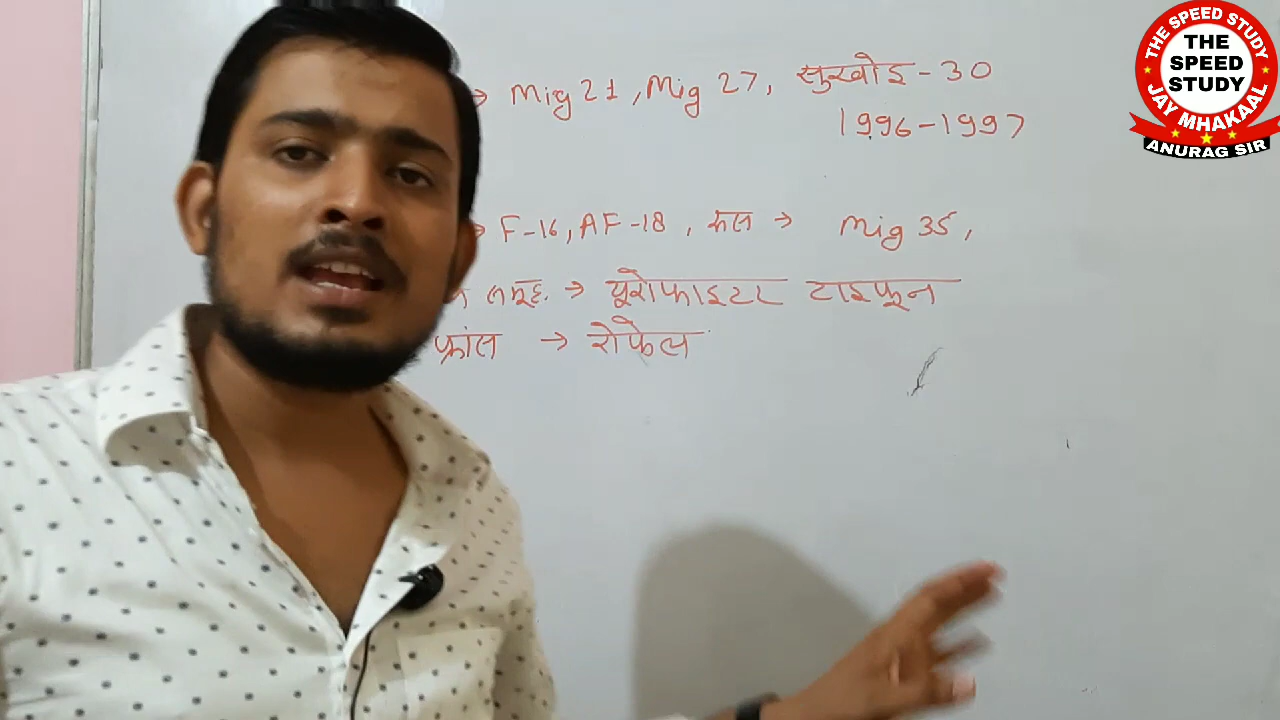 → Mig 21, Mig 27, सुखोइ - 30
1996-1997
→ F-16, AF-18, रूस → Mig 35,
समूह. → यूरोफाइटर टाइफून
फ्रांस → रोफेल
THE SPEED STUDY
THE
SPEED
STUDY
JAY MHAKAAL
ANURAG SIR